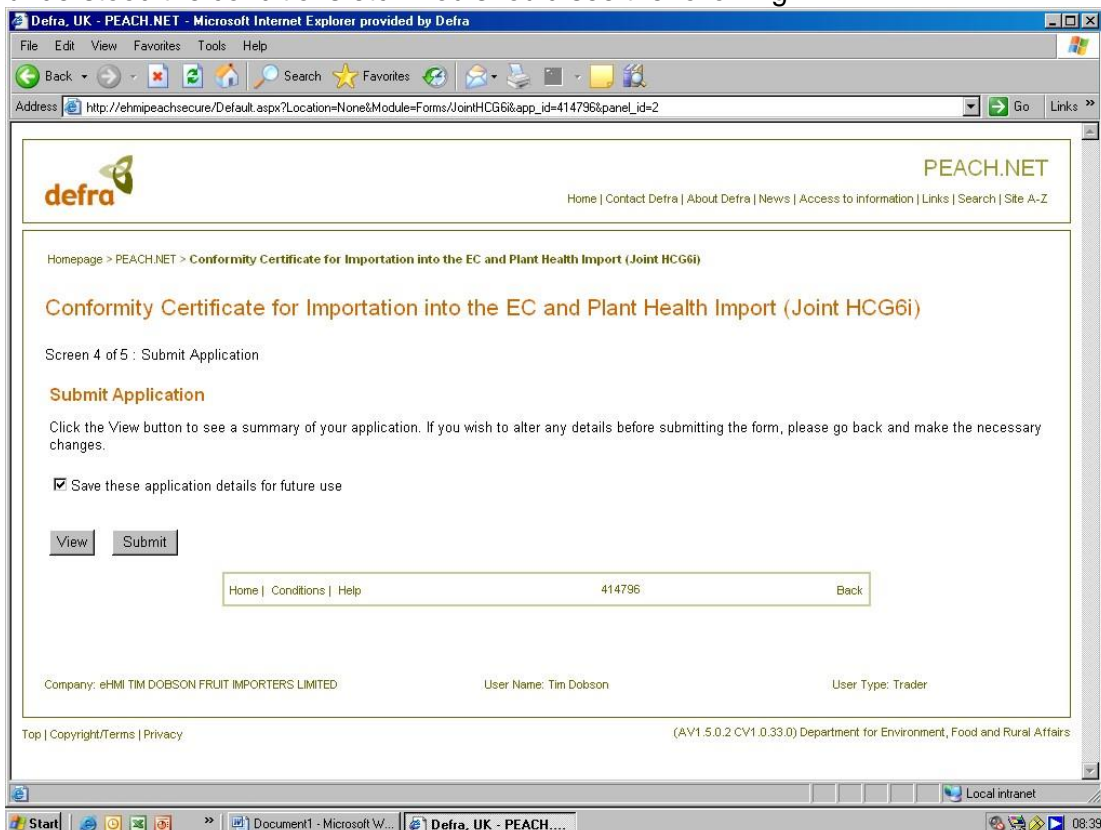 Defra, UK - PEACH.NET - Microsoft Internet Explorer provided by Defra
File Edit View Favorites Tools Help
Back Search Favorites
Address http://ehmipeachsecure/Default.aspx?Location=None&Module=Forms/JointHCG6i&app_id=414796&panel_id=2 Go Links »
defra
PEACH.NET
Home | Contact Defra | About Defra | News | Access to information | Links | Search | Site A-Z
Homepage > PEACH.NET > Conformity Certificate for Importation into the EC and Plant Health Import (Joint HCG6i)
Conformity Certificate for Importation into the EC and Plant Health Import (Joint HCG6i)
Screen 4 of 5 : Submit Application
Submit Application
Click the View button to see a summary of your application. If you wish to alter any details before submitting the form, please go back and make the necessary
changes.
Save these application details for future use
View Submit
Home | Conditions | Help 414796 Back
Company: eHMI TIM DOBSON FRUIT IMPORTERS LIMITED User Name: Tim Dobson User Type: Trader
Top | Copyright/Terms | Privacy (AV1.5.0.2 CV1.0.33.0) Department for Environment, Food and Rural Affairs
Local intranet
Start » Document1 - Microsoft W... Defra, UK - PEACH.... 08:39